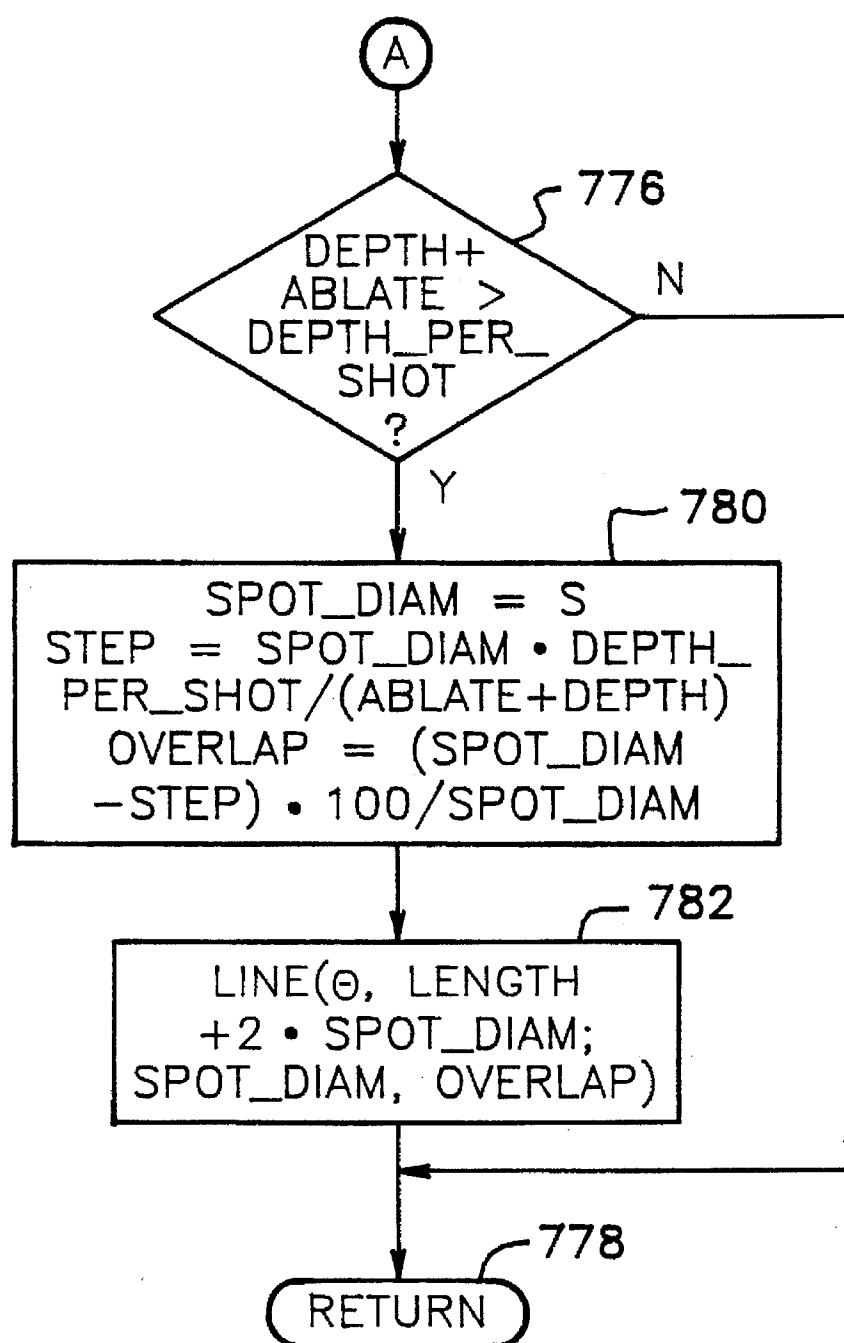 A
776
DEPTH+
ABLATE >
DEPTH_PER_
SHOT
?
N
Y
780
SPOT_DIAM = S
STEP = SPOT_DIAM • DEPTH_
PER_SHOT/(ABLATE+DEPTH)
OVERLAP = (SPOT_DIAM
-STEP) • 100/SPOT_DIAM
782
LINE(Θ, LENGTH
+2 • SPOT_DIAM;
SPOT_DIAM, OVERLAP)
778
RETURN